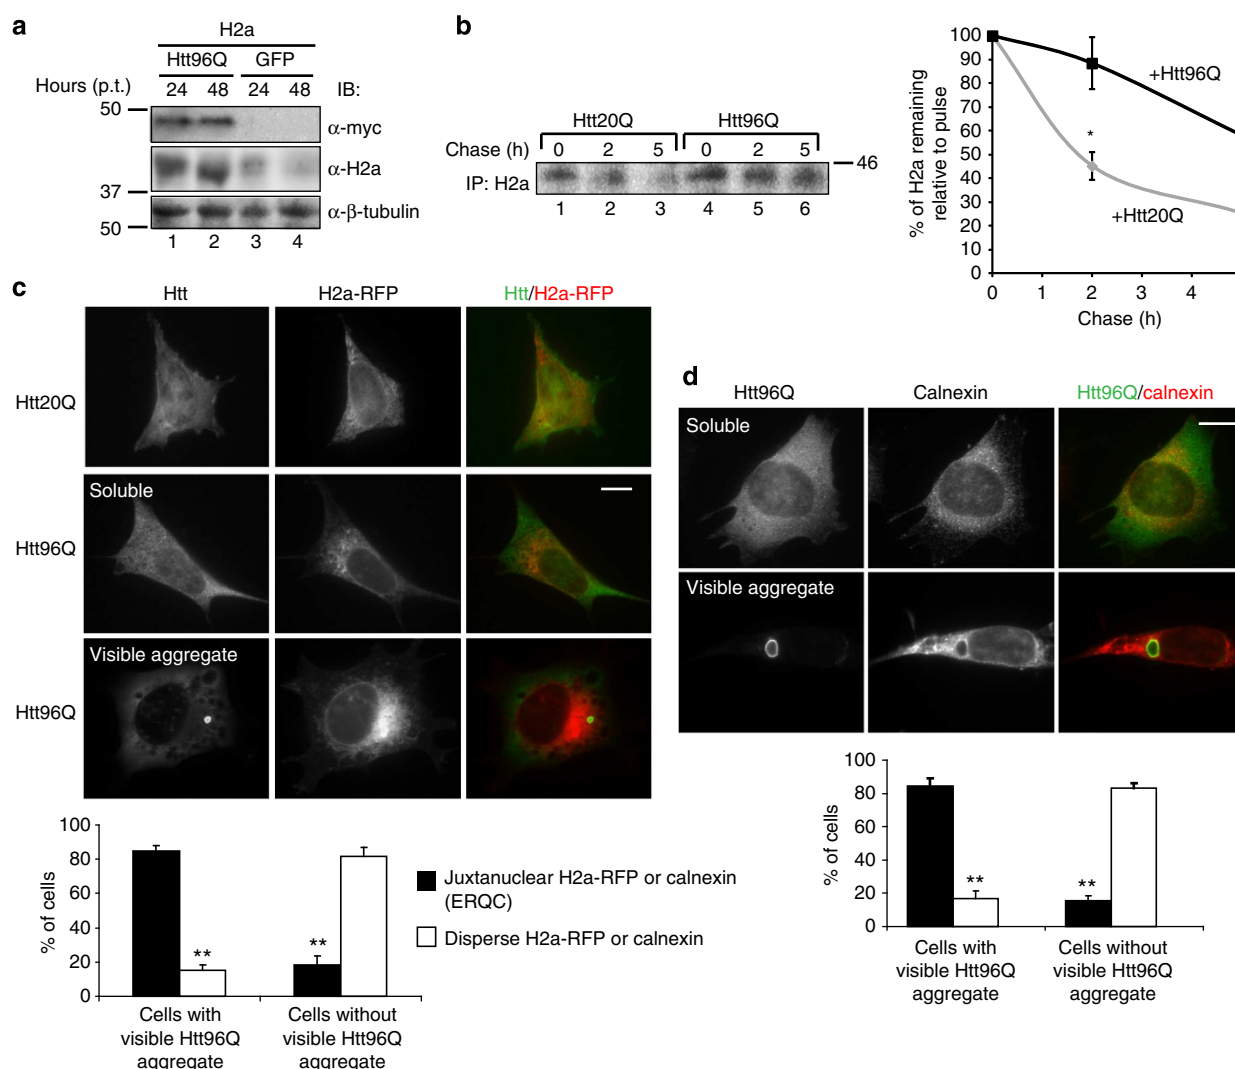 a
H2a
Htt96Q GFP
Hours (p.t.) 24 48 24 48 IB:
50
α-myc
α-H2a
37
α-β-tubulin
50
1 2 3 4
b
Htt20Q Htt96Q
Chase (h) 0 2 5 0 2 5
46
IP: H2a
1 2 3 4 5 6
% of H2a remaining
relative to pulse
100
90
80
70
60
50
40
30
20
10
0
+Htt96Q
*
+Htt20Q
0 1 2 3 4
Chase (h)
c
Htt H2a-RFP Htt/H2a-RFP
Htt20Q
Soluble
Htt96Q
Visible aggregate
Htt96Q
% of cells
100
80
60
40
20
0
**
**
Cells with
visible Htt96Q
aggregate
Cells without
visible Htt96Q
aggregate
Juxtanuclear H2a-RFP or calnexin
(ERQC)
Disperse H2a-RFP or calnexin
d
Htt96Q Calnexin Htt96Q/calnexin
Soluble
Visible aggregate
% of cells
100
80
60
40
20
0
**
**
Cells with
visible Htt96Q
aggregate
Cells without
visible Htt96Q
aggregate